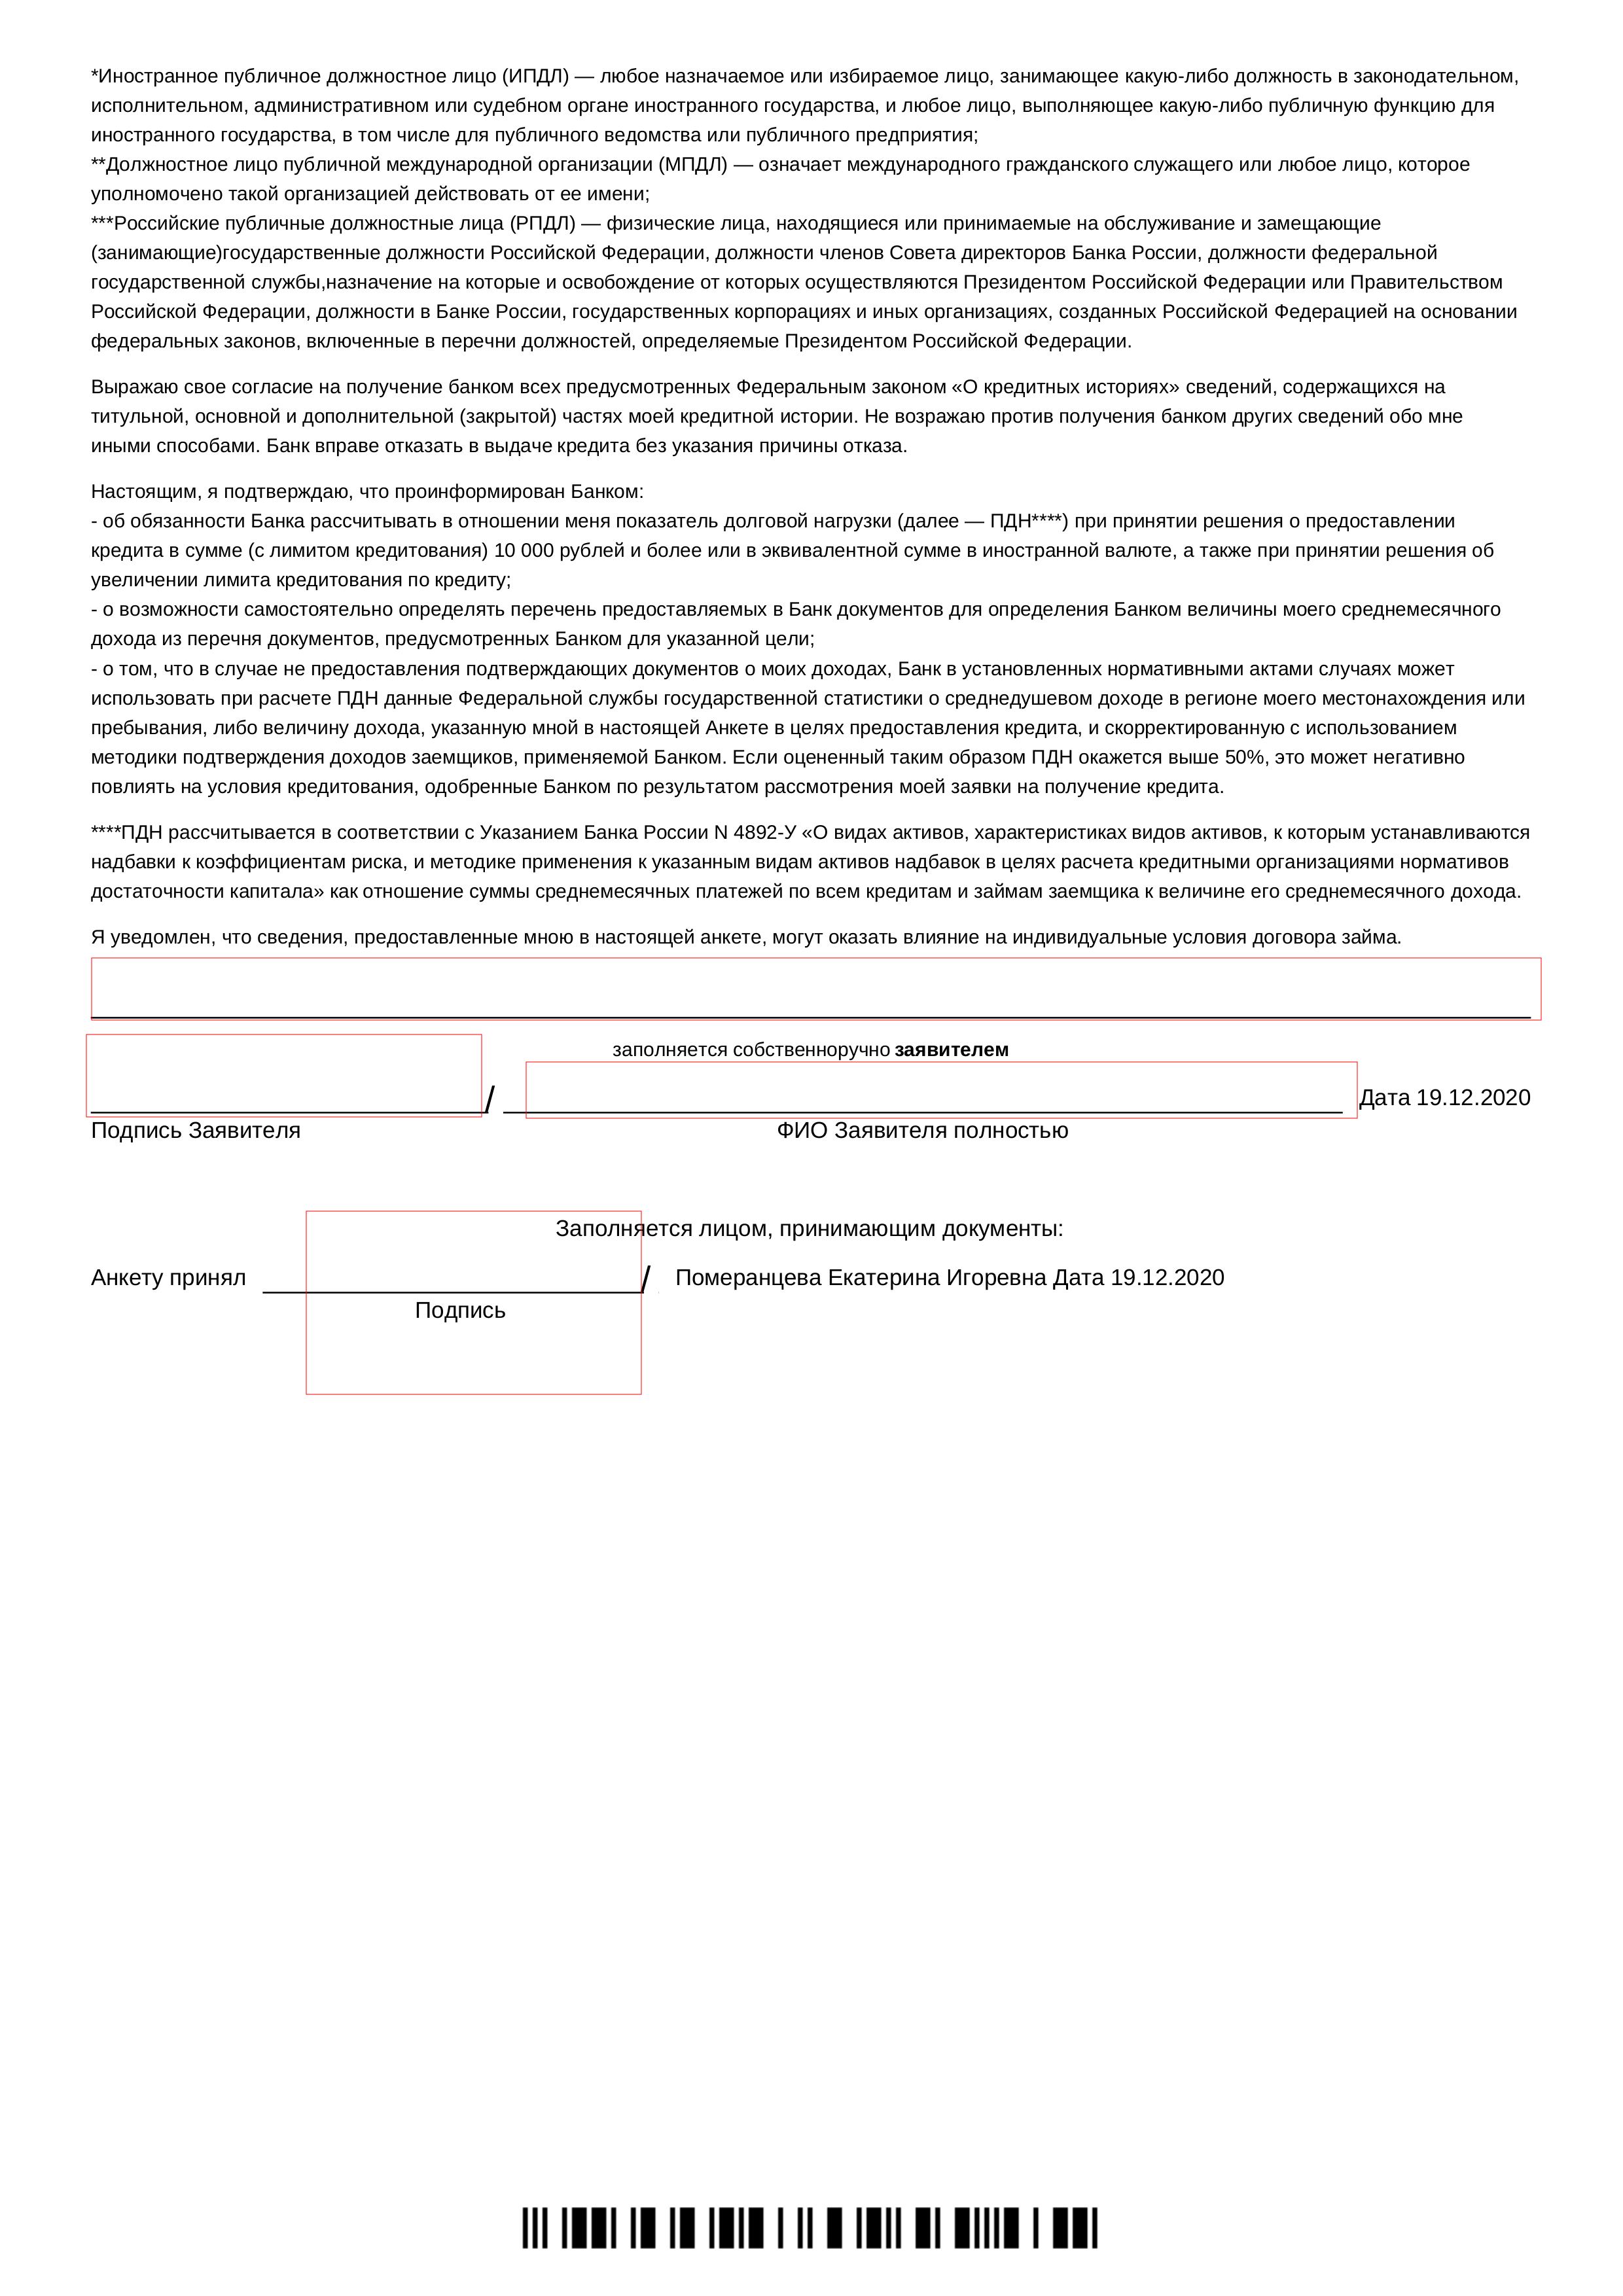 *Иностранное публичное должностное лицо (ИПДЛ) — любое назначаемое или избираемое лицо, занимающее какую-либо должность в законодательном,
исполнительном, административном или судебном органе иностранного государства, и любое лицо, выполняющее какую-либо публичную функцию для
иностранного государства, в том числе для публичного ведомства или публичного предприятия;
**Должностное лицо публичной международной организации (МПДЛ) — означает международного гражданского служащего или любое лицо, которое
уполномочено такой организацией действовать от ее имени;
***Российские публичные должностные лица (РПДЛ) — физические лица, находящиеся или принимаемые на обслуживание и замещающие
(занимающие)государственные должности Российской Федерации, должности членов Совета директоров Банка России, должности федеральной
государственной службы,назначение на которые и освобождение от которых осуществляются Президентом Российской Федерации или Правительством
Российской Федерации, должности в Банке России, государственных корпорациях и иных организациях, созданных Российской Федерацией на основании
федеральных законов, включенные в перечни должностей, определяемые Президентом Российской Федерации.
Выражаю свое согласие на получение банком всех предусмотренных Федеральным законом «О кредитных историях» сведений, содержащихся на
титульной, основной и дополнительной (закрытой) частях моей кредитной истории. Не возражаю против получения банком других сведений обо мне
иными способами. Банк вправе отказать в выдаче кредита без указания причины отказа.
Настоящим, я подтверждаю, что проинформирован Банком:
- об обязанности Банка рассчитывать в отношении меня показатель долговой нагрузки (далее — ПДН****) при принятии решения о предоставлении
кредита в сумме (с лимитом кредитования) 10 000 рублей и более или в эквивалентной сумме в иностранной валюте, а также при принятии решения об
увеличении лимита кредитования по кредиту;
- о возможности самостоятельно определять перечень предоставляемых в Банк документов для определения Банком величины моего среднемесячного
дохода из перечня документов, предусмотренных Банком для указанной цели;
- о том, что в случае не предоставления подтверждающих документов о моих доходах, Банк в установленных нормативными актами случаях может
использовать при расчете ПДН данные Федеральной службы государственной статистики о среднедушевом доходе в регионе моего местонахождения или
пребывания, либо величину дохода, указанную мной в настоящей Анкете в целях предоставления кредита, и скорректированную с использованием
методики подтверждения доходов заемщиков, применяемой Банком. Если оцененный таким образом ПДН окажется выше 50%, это может негативно
повлиять на условия кредитования, одобренные Банком по результатом рассмотрения моей заявки на получение кредита.
****ПДН рассчитывается в соответствии с Указанием Банка России N 4892-У «О видах активов, характеристиках видов активов, к которым устанавливаются
надбавки к коэффициентам риска, и методике применения к указанным видам активов надбавок в целях расчета кредитными организациями нормативов
достаточности капитала» как отношение суммы среднемесячных платежей по всем кредитам и займам заемщика к величине его среднемесячного дохода.
Я уведомлен, что сведения, предоставленные мною в настоящей анкете, могут оказать влияние на индивидуальные условия договора займа.
заполняется собственноручно заявителем
/ Дата 19.12.2020
Подпись Заявителя ФИО Заявителя полностью
Заполняется лицом, принимающим документы:
Анкету принял / Померанцева Екатерина Игоревна Дата 19.12.2020
Подпись